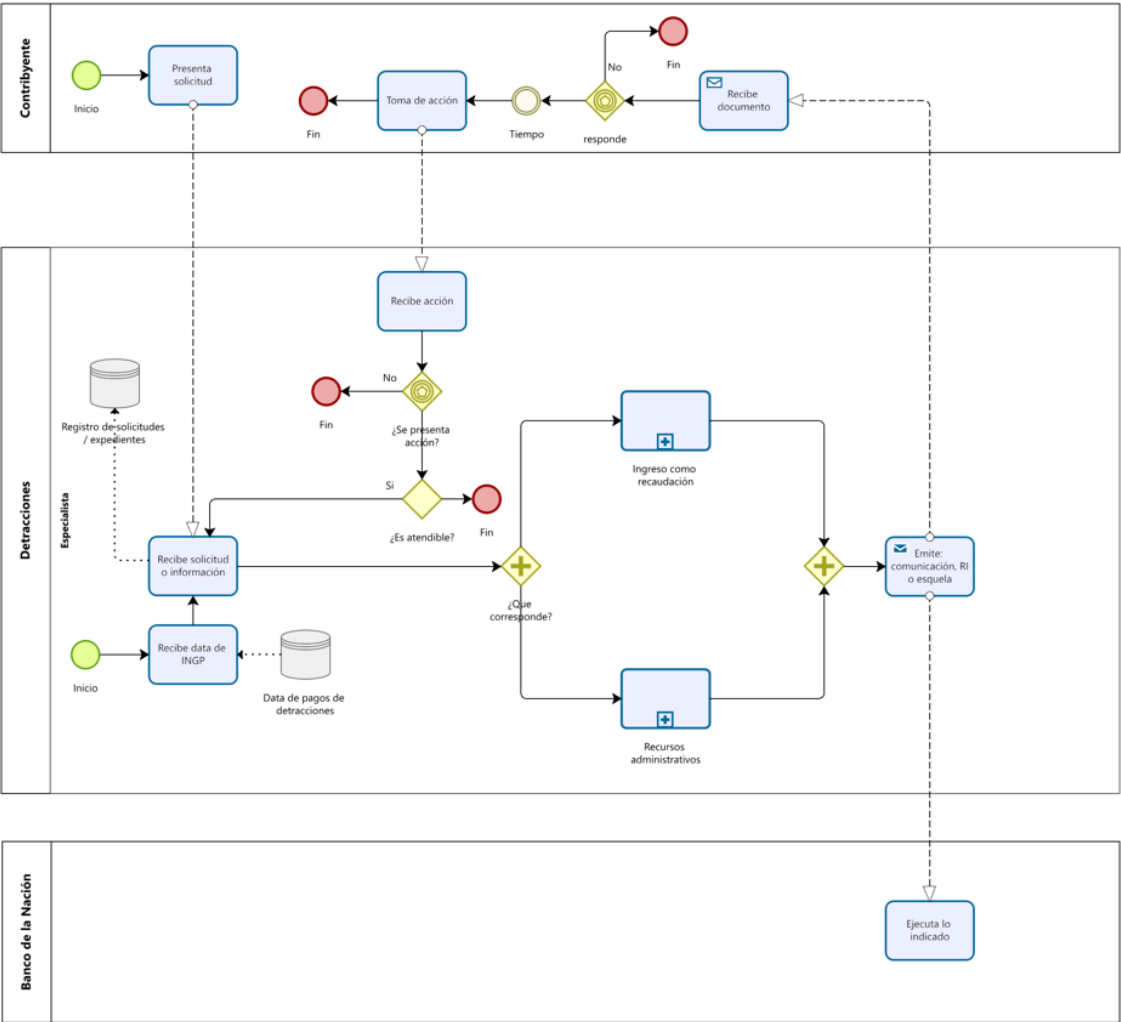 Contribyente
Inicio
Presenta
solicitud
Fin
Toma de acción
Tiempo
No
responde
Fin
Recibe
documento
Detracciones
Especialista
Recibe acción
No
Fin
¿Se presenta
acción?
Registro de solicitudes
/ expedientes
Si
¿Es atendible?
Fin
Recibe solicitud
o información
¿Que
corresponde?
Ingreso como
recaudación
Emite:
comunicación, RI
o esquela
Inicio
Recibe data de
INGP
Data de pagos de
detracciones
Recursos
administrativos
Banco de la Nación
Ejecuta lo
indicado